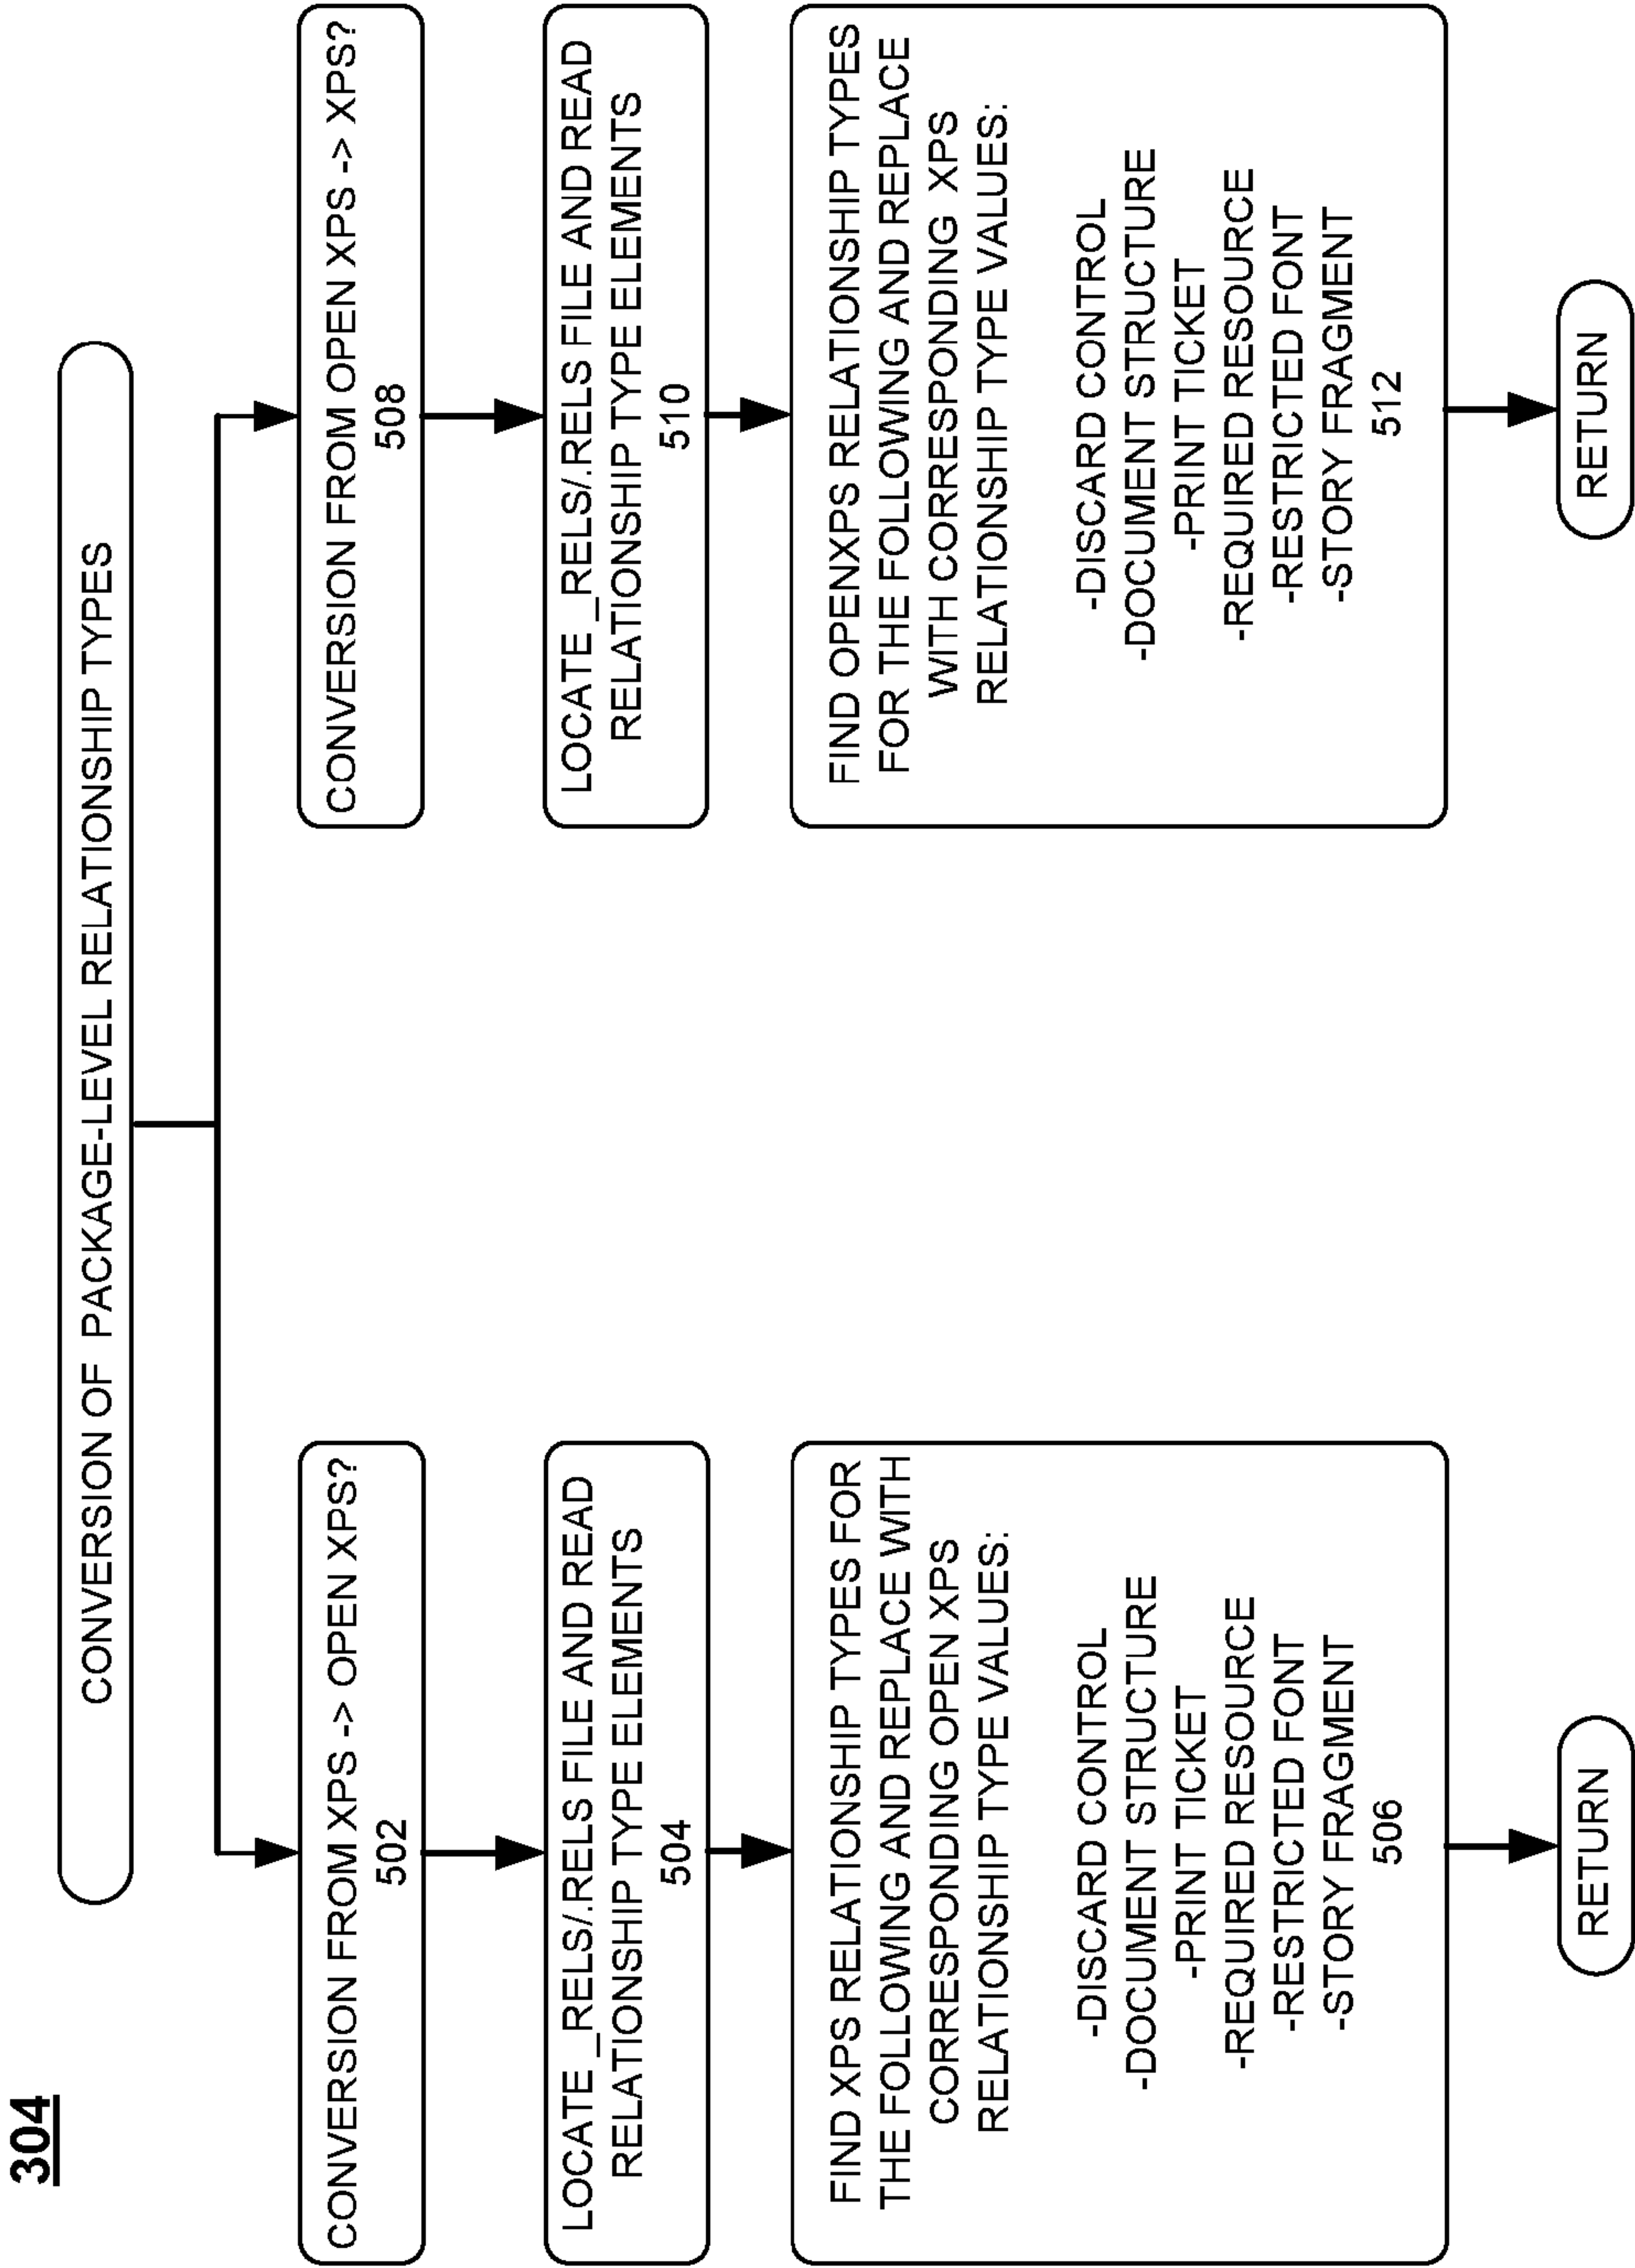 304
CONVERSION OF PACKAGE-LEVEL RELATIONSHIP TYPES
CONVERSION FROM XPS -> OPEN XPS?
502
LOCATE _RELS/.RELS FILE AND READ
RELATIONSHIP TYPE ELEMENTS
504
FIND XPS RELATIONSHIP TYPES FOR
THE FOLLOWING AND REPLACE WITH
CORRESPONDING OPEN XPS
RELATIONSHIP TYPE VALUES:
-DISCARD CONTROL
-DOCUMENT STRUCTURE
-PRINT TICKET
-REQUIRED RESOURCE
-RESTRICTED FONT
-STORY FRAGMENT
506
RETURN
CONVERSION FROM OPEN XPS -> XPS?
508
LOCATE _RELS/.RELS FILE AND READ
RELATIONSHIP TYPE ELEMENTS
510
FIND OPENXPS RELATIONSHIP TYPES
FOR THE FOLLOWING AND REPLACE
WITH CORRESPONDING XPS
RELATIONSHIP TYPE VALUES:
-DISCARD CONTROL
-DOCUMENT STRUCTURE
-PRINT TICKET
-REQUIRED RESOURCE
-RESTRICTED FONT
-STORY FRAGMENT
512
RETURN